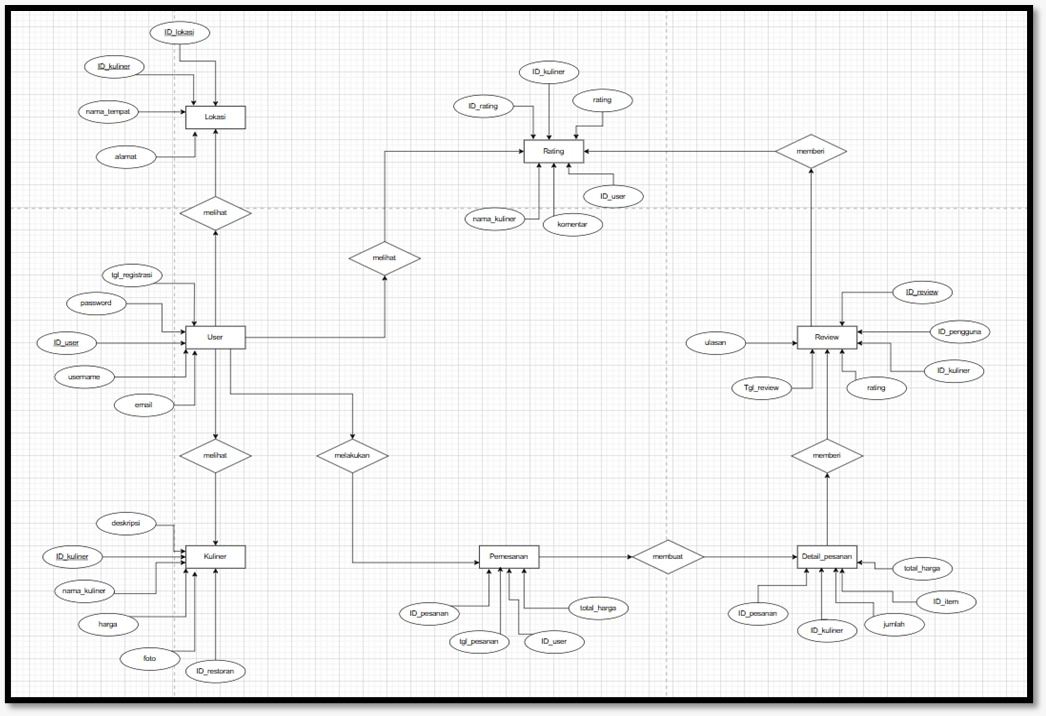 ID_lokasi
ID_kuliner
nama_tempat
Lokasi
alamat
melihat
ID_kuliner
ID_rating
rating
Rating
memberi
ID_user
nama_kuliner
komentar
melihat
tgl_registrasi
password
User
ID_user
username
email
ID_review
ID_pengguna
ulasan
Review
ID_kuliner
Tgl_review
rating
melihat
melakukan
memberi
deskripsi
ID_kuliner
Kuliner
nama_kuliner
harga
foto
ID_restoran
Pemesanan
membuat
Detail_pesanan
ID_pesanan
total_harga
tgl_pesanan
ID_user
total_harga
ID_item
ID_pesanan
ID_kuliner
jumlah